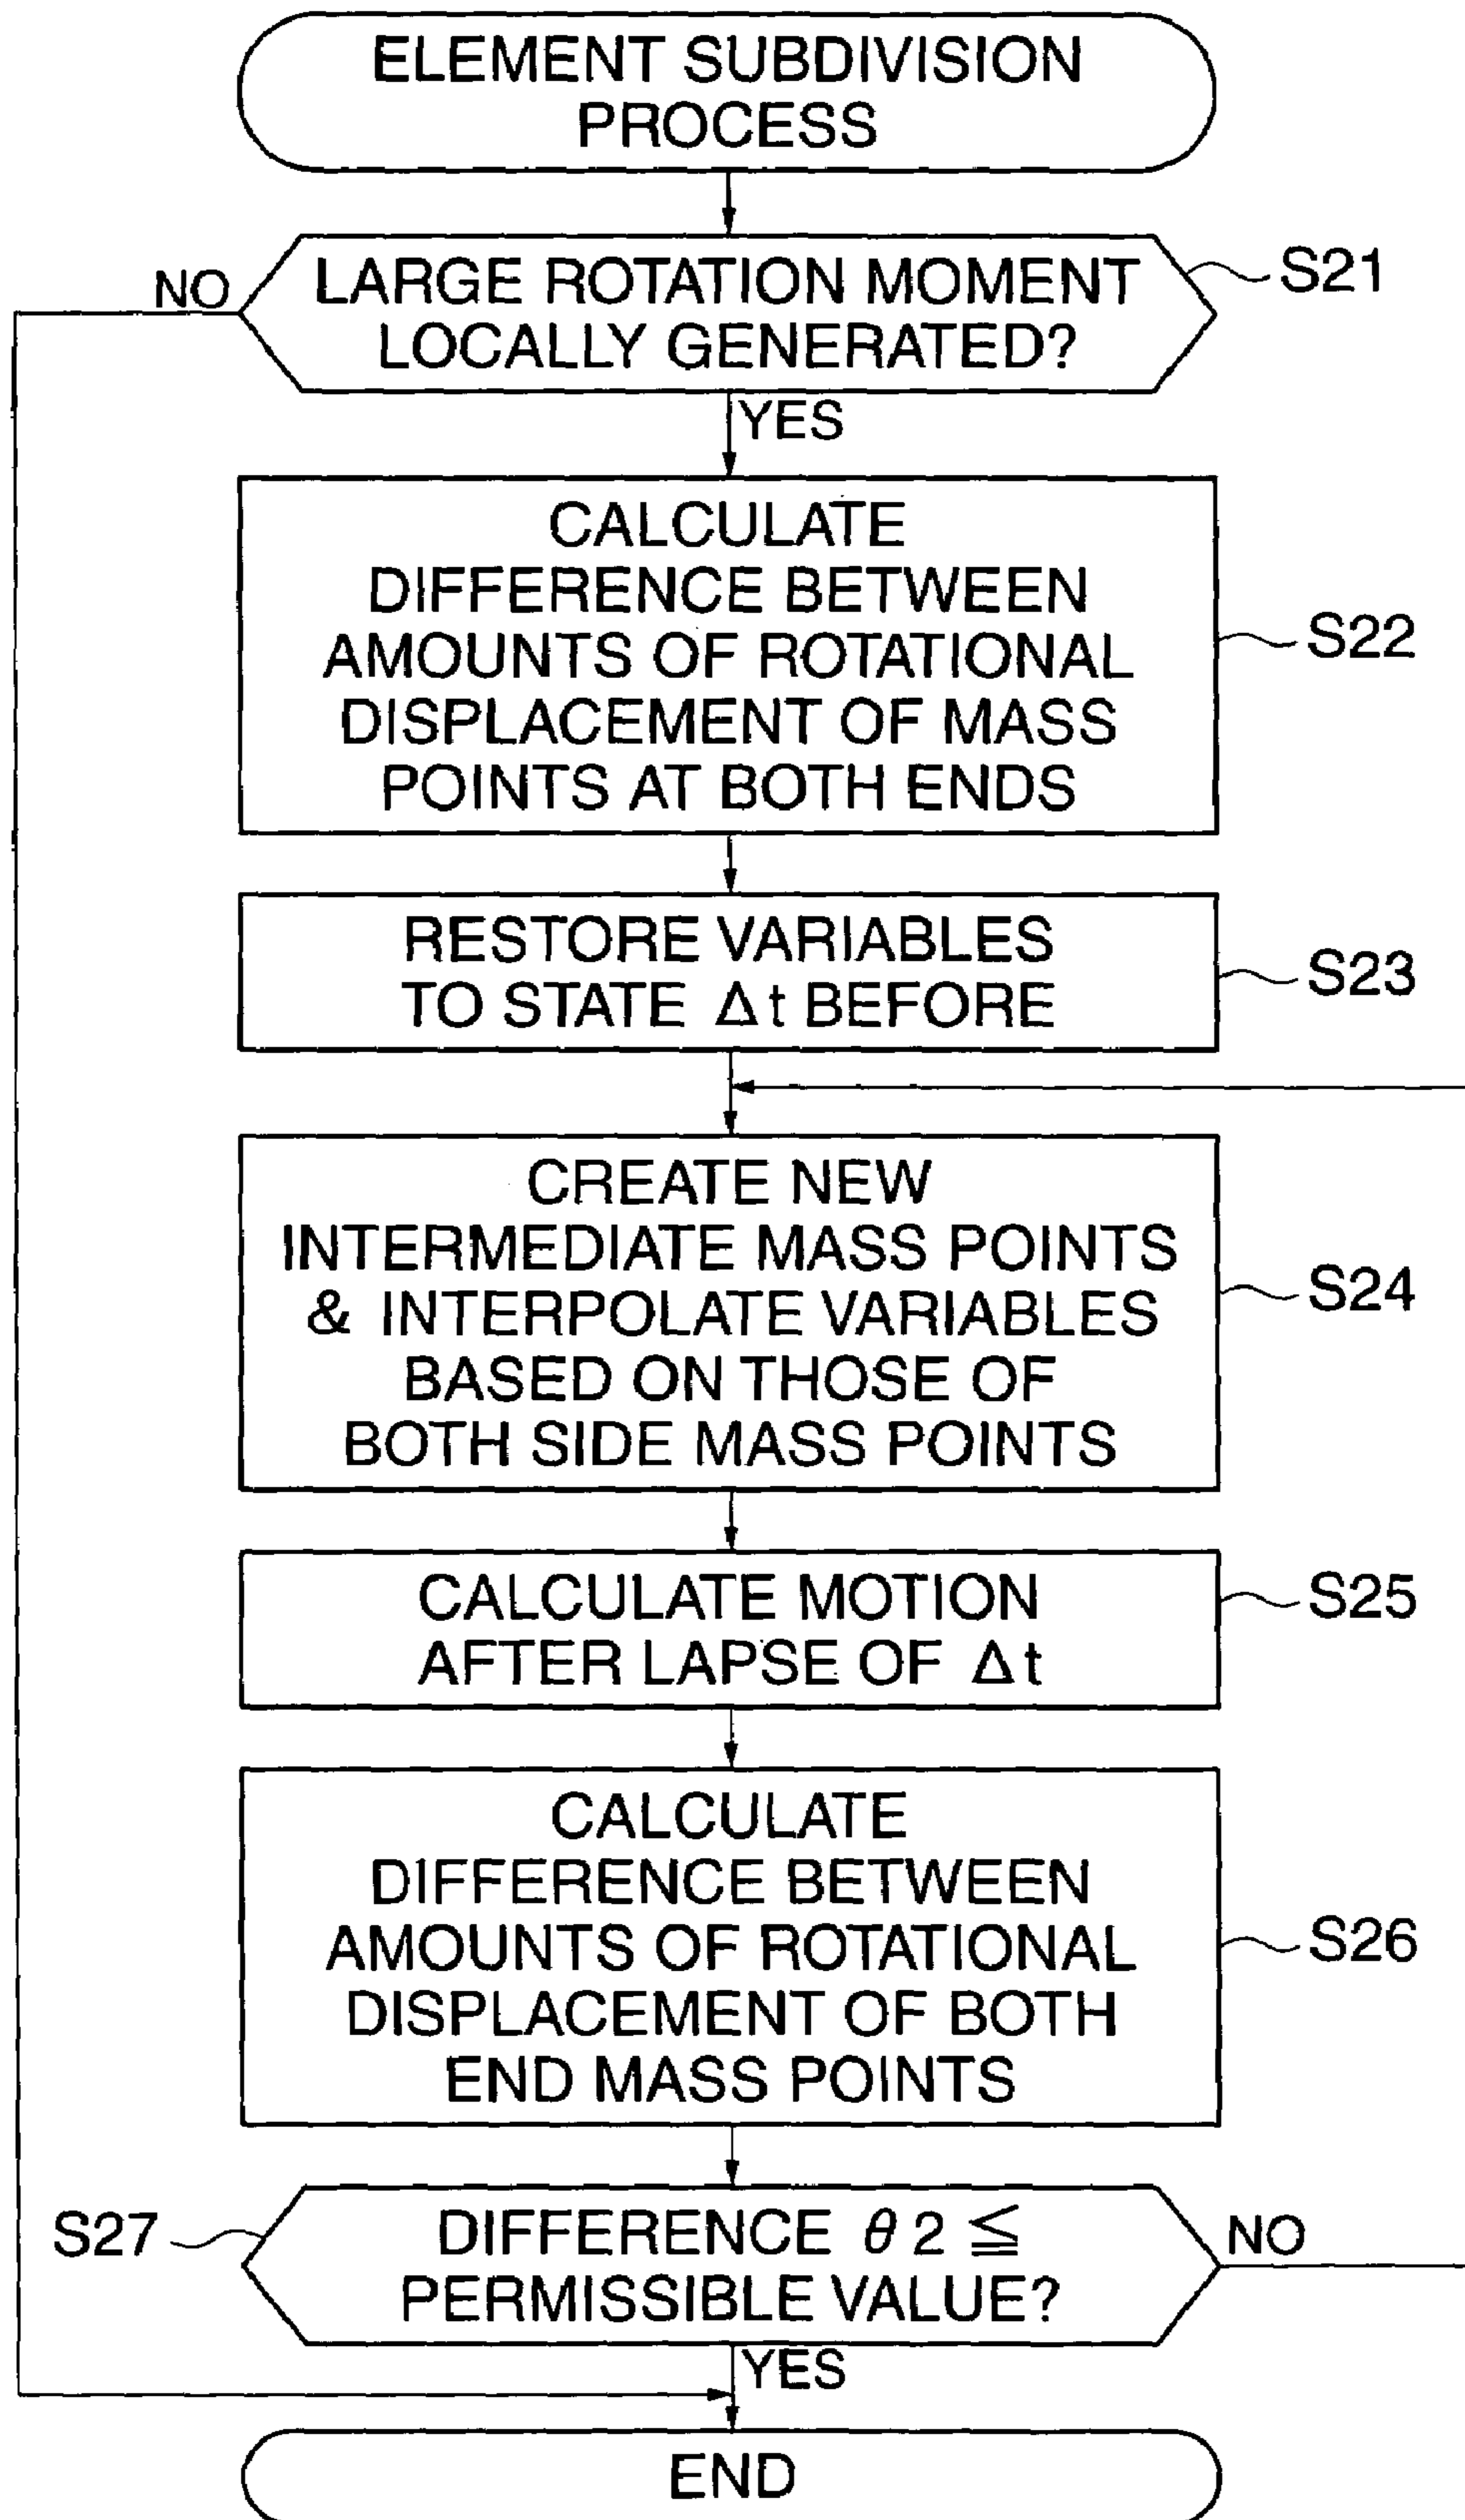 ELEMENT SUBDIVISION
PROCESS
NO
LARGE ROTATION MOMENT
LOCALLY GENERATED?
S21
YES
CALCULATE
DIFFERENCE BETWEEN
AMOUNTS OF ROTATIONAL
DISPLACEMENT OF MASS
POINTS AT BOTH ENDS
S22
RESTORE VARIABLES
TO STATE Δt BEFORE
S23
CREATE NEW
INTERMEDIATE MASS POINTS
& INTERPOLATE VARIABLES
BASED ON THOSE OF
BOTH SIDE MASS POINTS
S24
CALCULATE MOTION
AFTER LAPSE OF Δt
S25
CALCULATE
DIFFERENCE BETWEEN
AMOUNTS OF ROTATIONAL
DISPLACEMENT OF BOTH
END MASS POINTS
S26
S27
DIFFERENCE θ2 ≦
PERMISSIBLE VALUE?
NO
YES
END